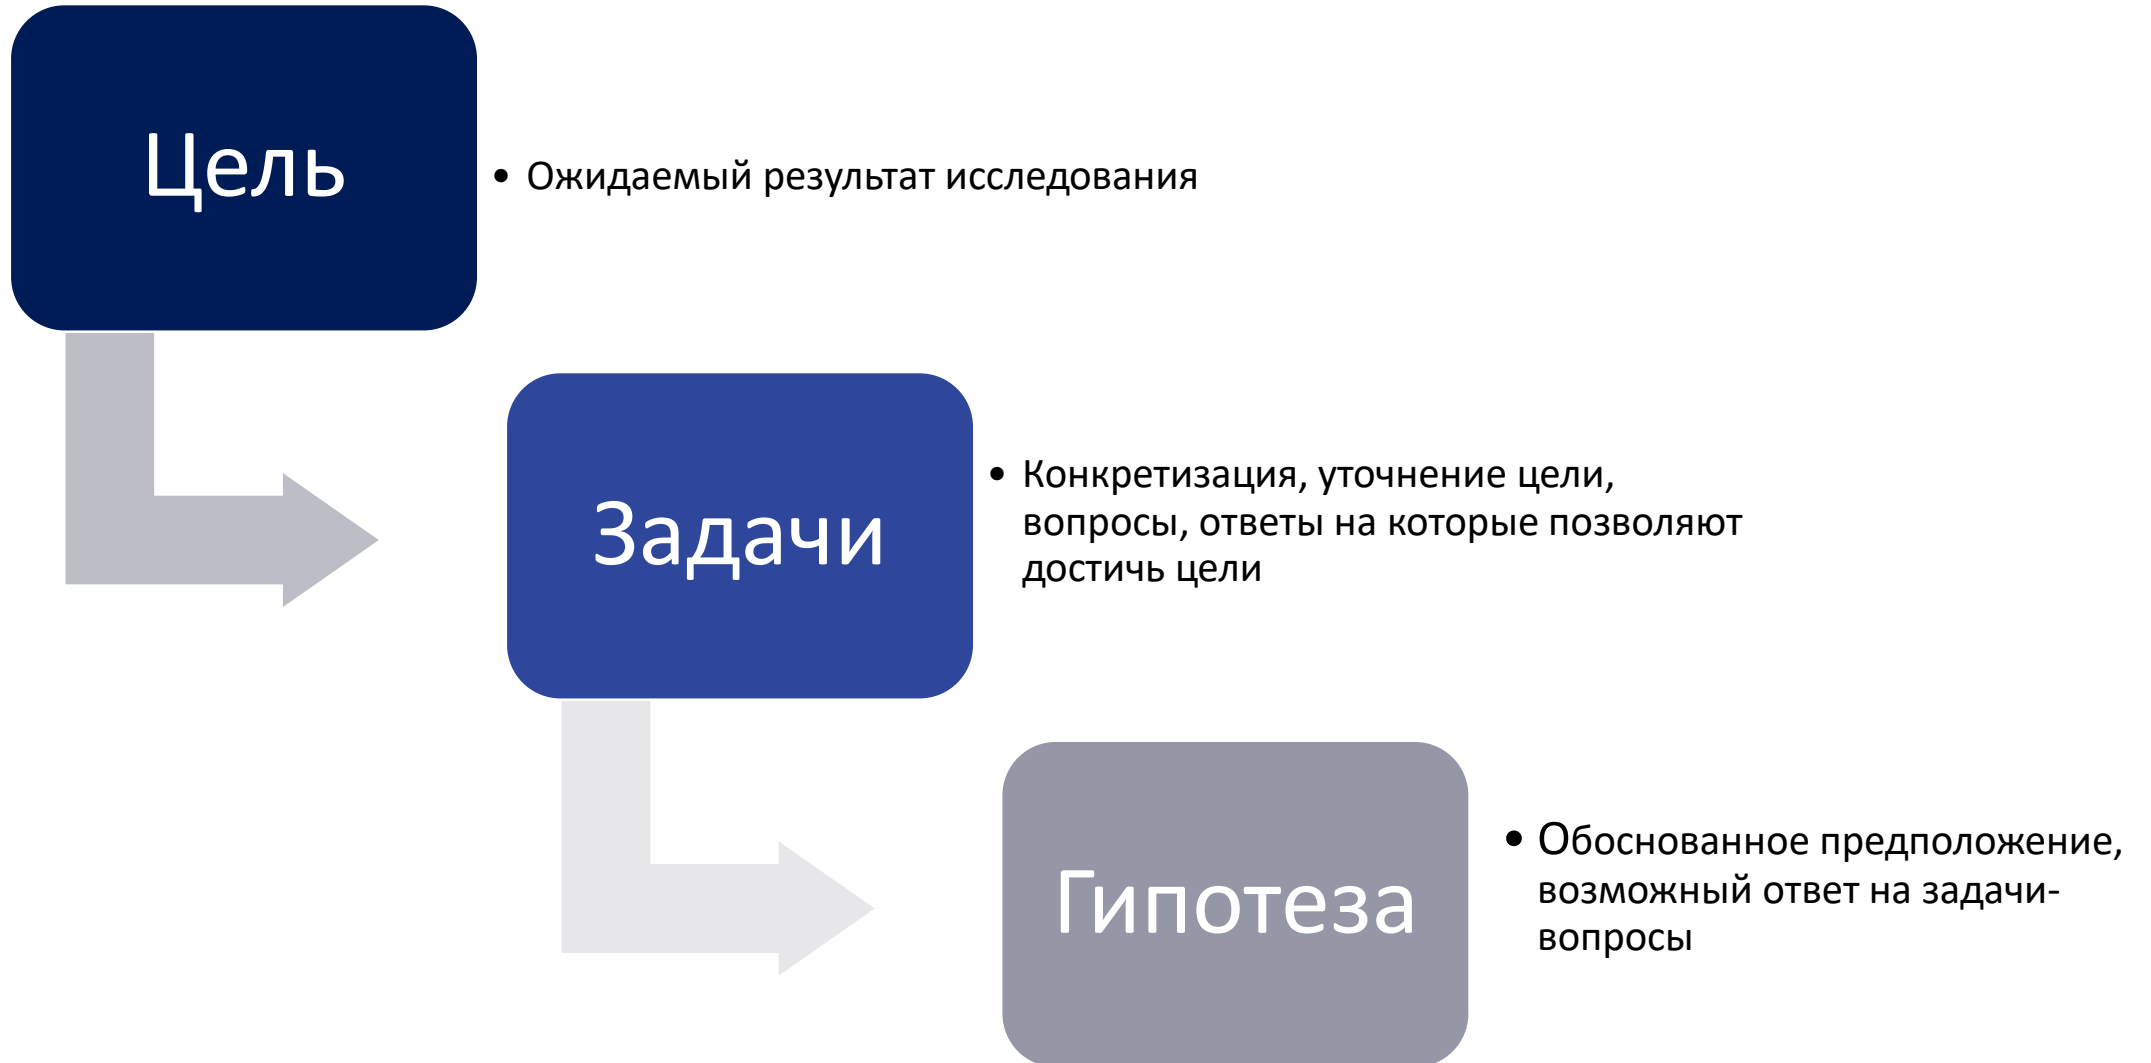 Цель
• Ожидаемый результат исследования
Задачи
• Конкретизация, уточнение цели,
вопросы, ответы на которые позволяют
достичь цели
Гипотеза
• Обоснованное предположение,
возможный ответ на задачи-
вопросы